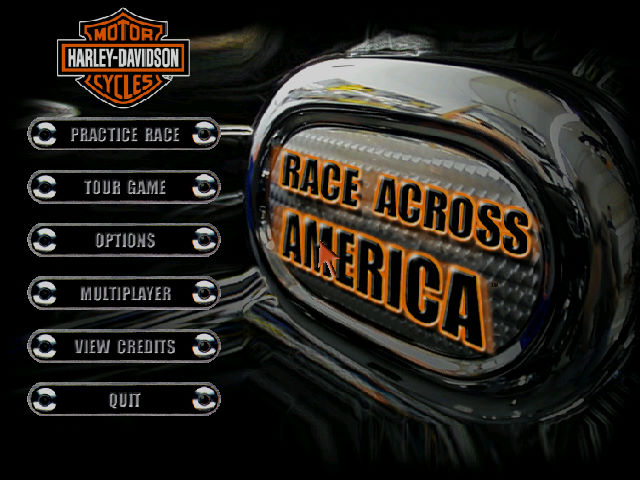 MOTOR
HARLEY-DAVIDSON
CYCLES
PRACTICE RACE
TOUR GAME
OPTIONS
MULTIPLAYER
VIEW CREDITS
QUIT
RACE ACROSS
AMERICA